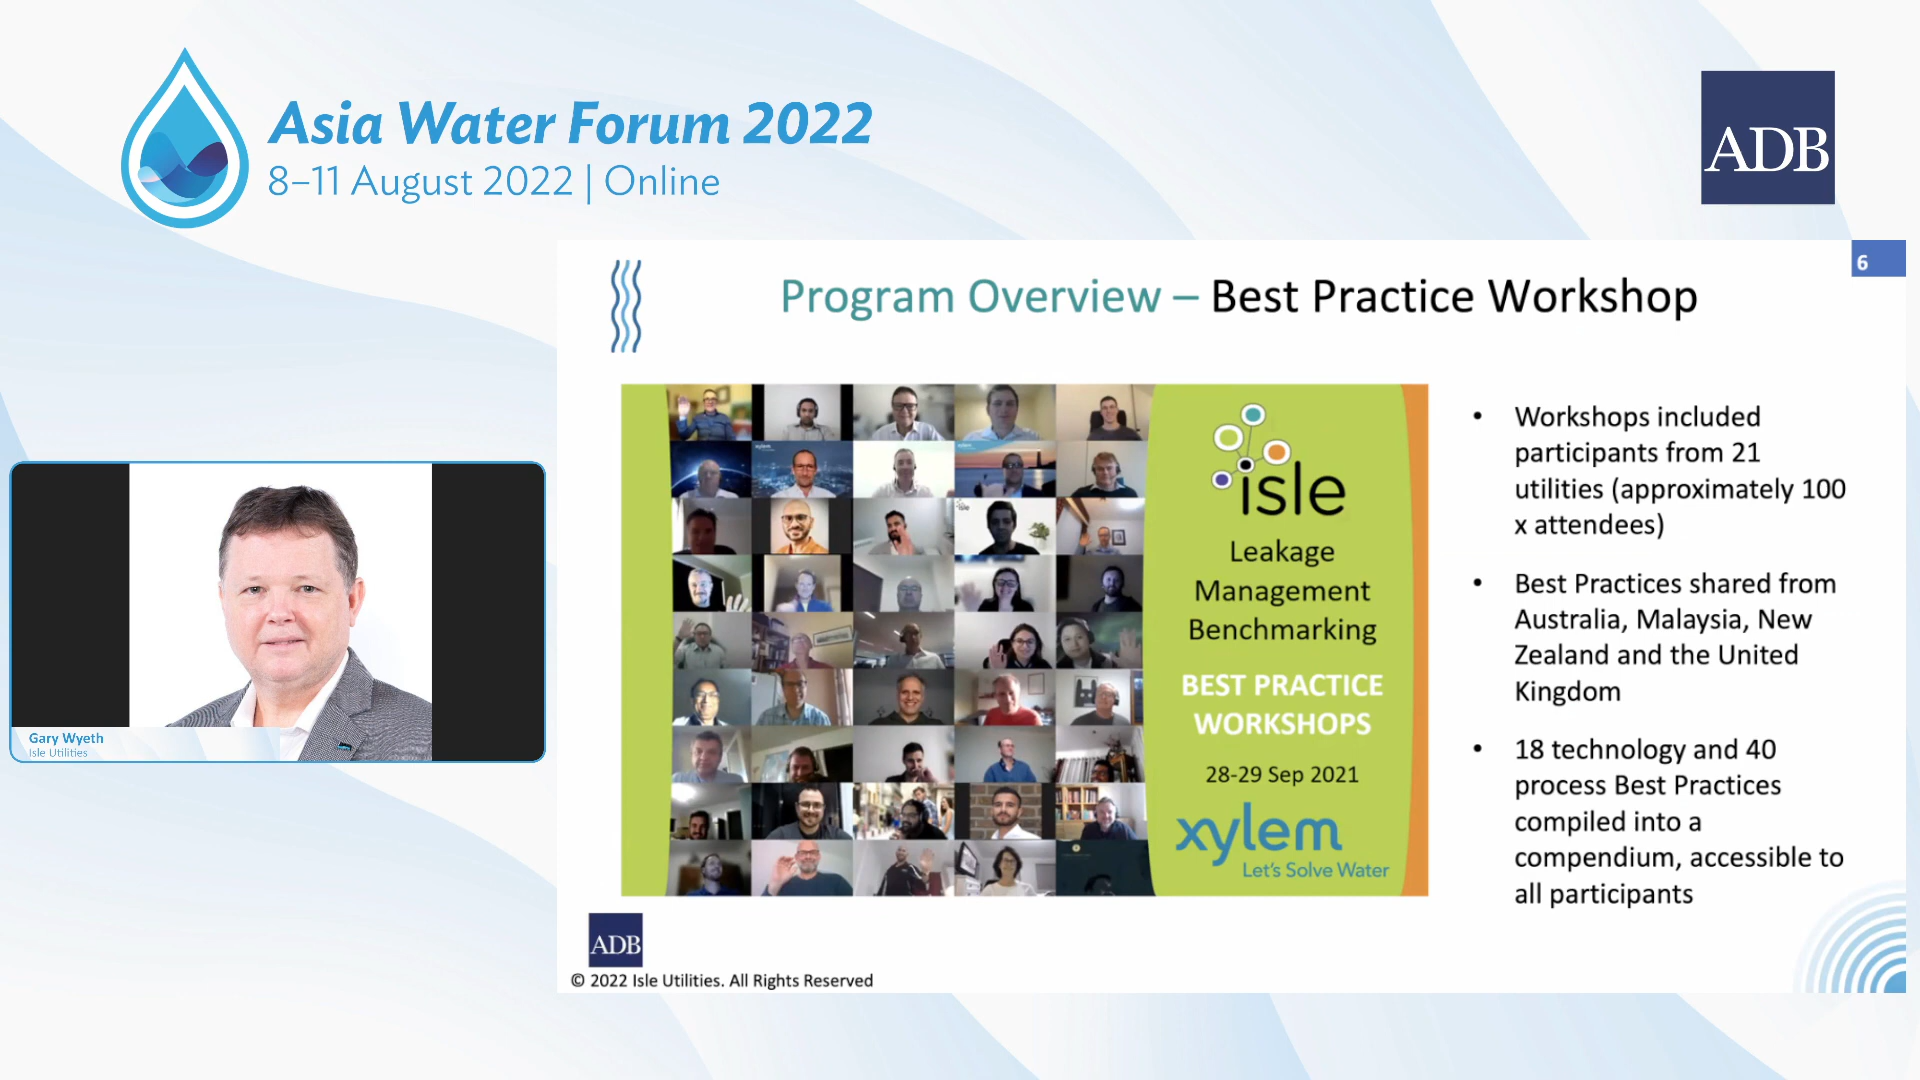 Asia Water Forum 2022
8–11 August 2022 | Online
ADB
6
Program Overview – Best Practice Workshop
isle
Leakage
Management
Benchmarking
BEST PRACTICE
WORKSHOPS
28-29 Sep 2021
xylem
Let's Solve Water
• Workshops included
participants from 21
utilities (approximately 100
x attendees)
• Best Practices shared from
Australia, Malaysia, New
Zealand and the United
Kingdom
• 18 technology and 40
process Best Practices
compiled into a
compendium, accessible to
all participants
Gary Wyeth
Isle Utilities
ADB
© 2022 Isle Utilities. All Rights Reserved